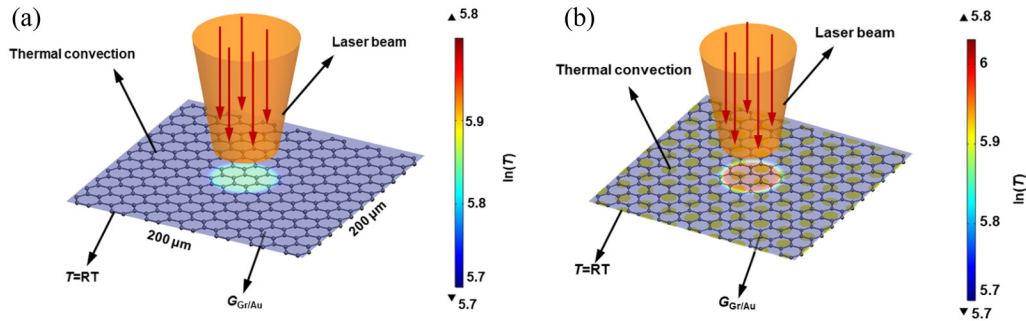 (a)
Thermal convection
Laser beam
T=RT
200 µm
200 µm
G Gr/Au
▲ 5.8
5.9
5.8
5.7
▼ 5.7
ln(T)
(b)
Thermal convection
Laser beam
T=RT
G Gr/Au
▲ 5.8
6
5.9
5.8
5.7
▼ 5.7
ln(T)